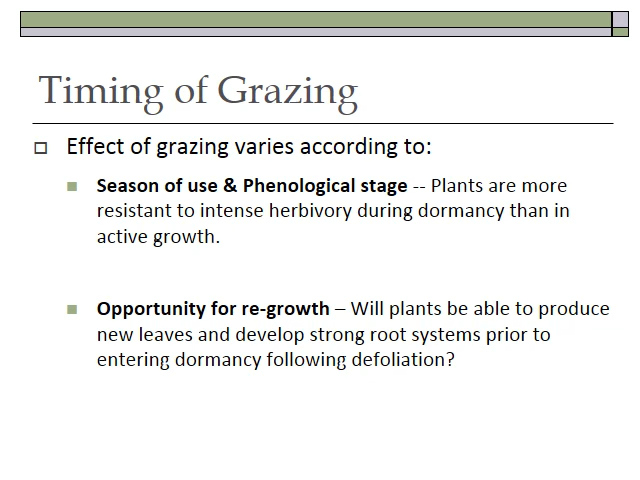 Timing of Grazing
Effect of grazing varies according to:
Season of use & Phenological stage -- Plants are more
resistant to intense herbivory during dormancy than in
active growth.
Opportunity for re-growth – Will plants be able to produce
new leaves and develop strong root systems prior to
entering dormancy following defoliation?